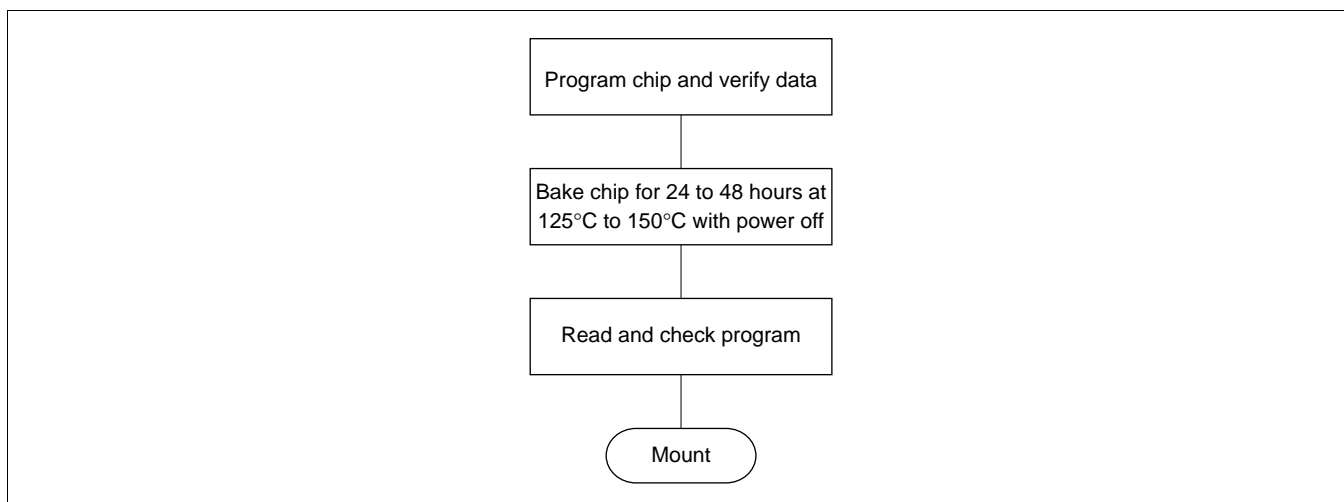 Program chip and verify data
Bake chip for 24 to 48 hours at
125°C to 150°C with power off
Read and check program
Mount